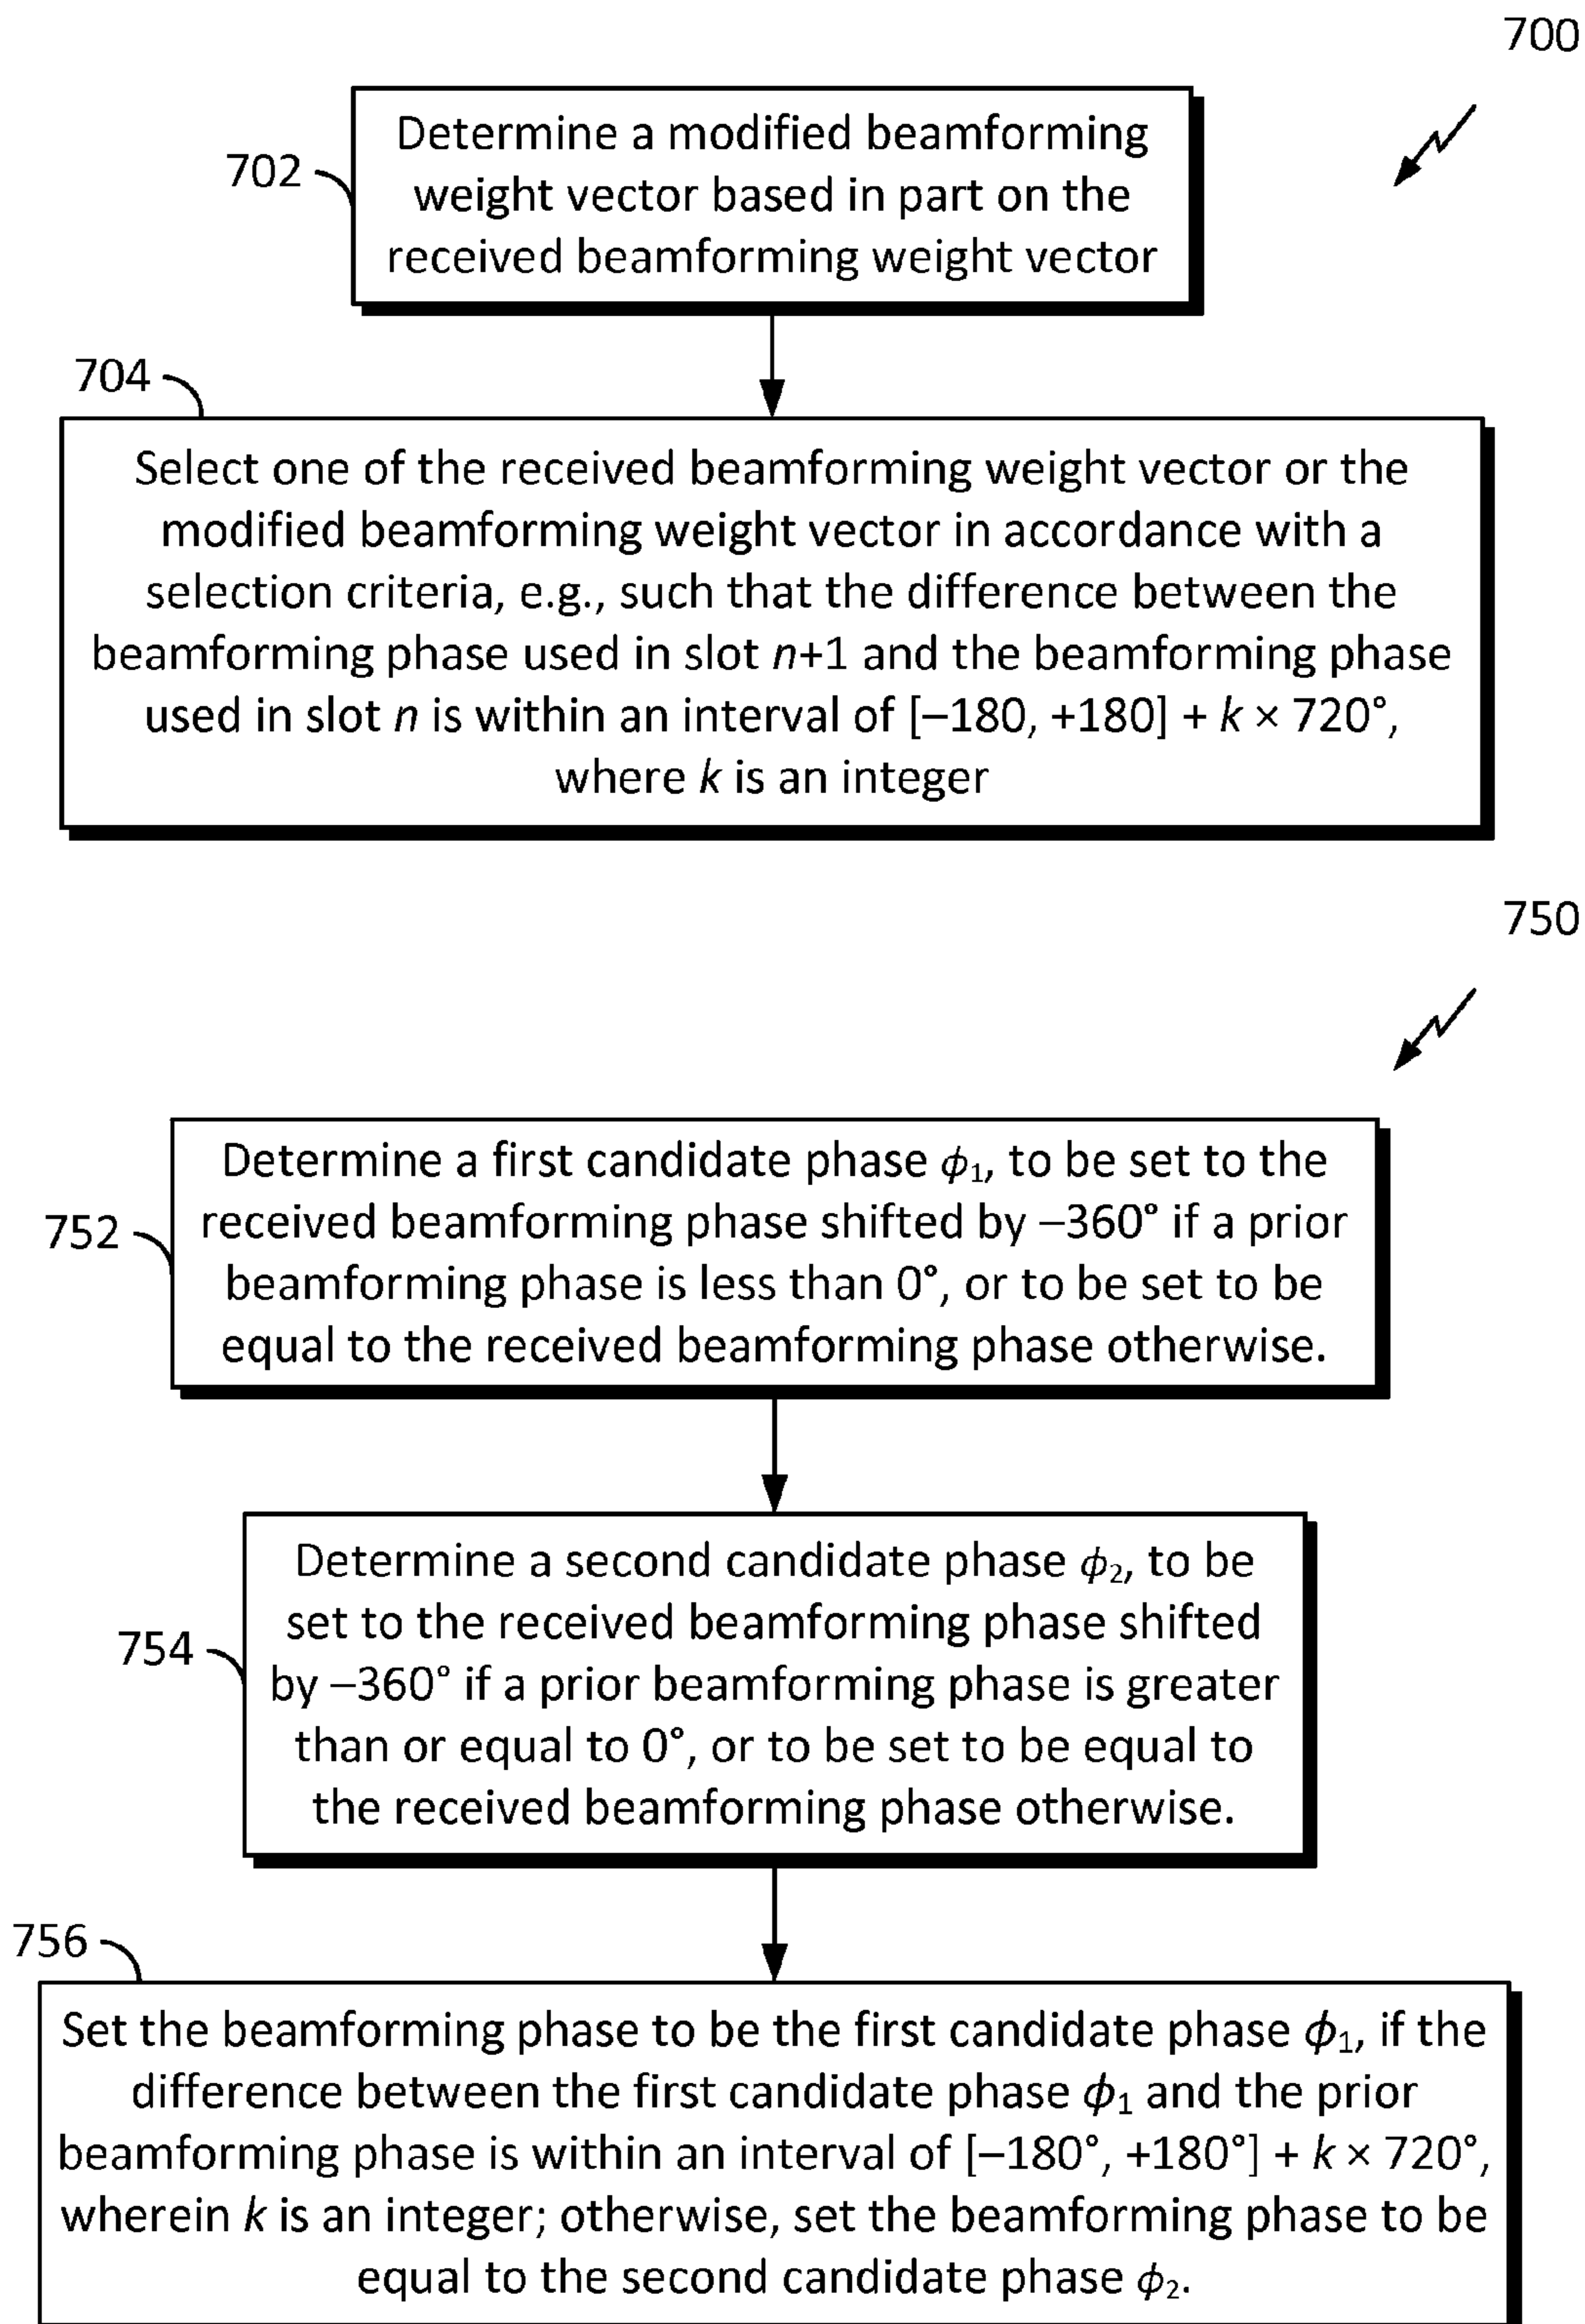 700
702
Determine a modified beamforming
weight vector based in part on the
received beamforming weight vector
704
Select one of the received beamforming weight vector or the
modified beamforming weight vector in accordance with a
selection criteria, e.g., such that the difference between the
beamforming phase used in slot n+1 and the beamforming phase
used in slot n is within an interval of [–180, +180] + k × 720°,
where k is an integer
750
752
Determine a first candidate phase ϕ₁, to be set to the
received beamforming phase shifted by –360° if a prior
beamforming phase is less than 0°, or to be set to be
equal to the received beamforming phase otherwise.
754
Determine a second candidate phase ϕ₂, to be
set to the received beamforming phase shifted
by –360° if a prior beamforming phase is greater
than or equal to 0°, or to be set to be equal to
the received beamforming phase otherwise.
756
Set the beamforming phase to be the first candidate phase ϕ₁, if the
difference between the first candidate phase ϕ₁ and the prior
beamforming phase is within an interval of [–180°, +180°] + k × 720°,
wherein k is an integer; otherwise, set the beamforming phase to be
equal to the second candidate phase ϕ₂.